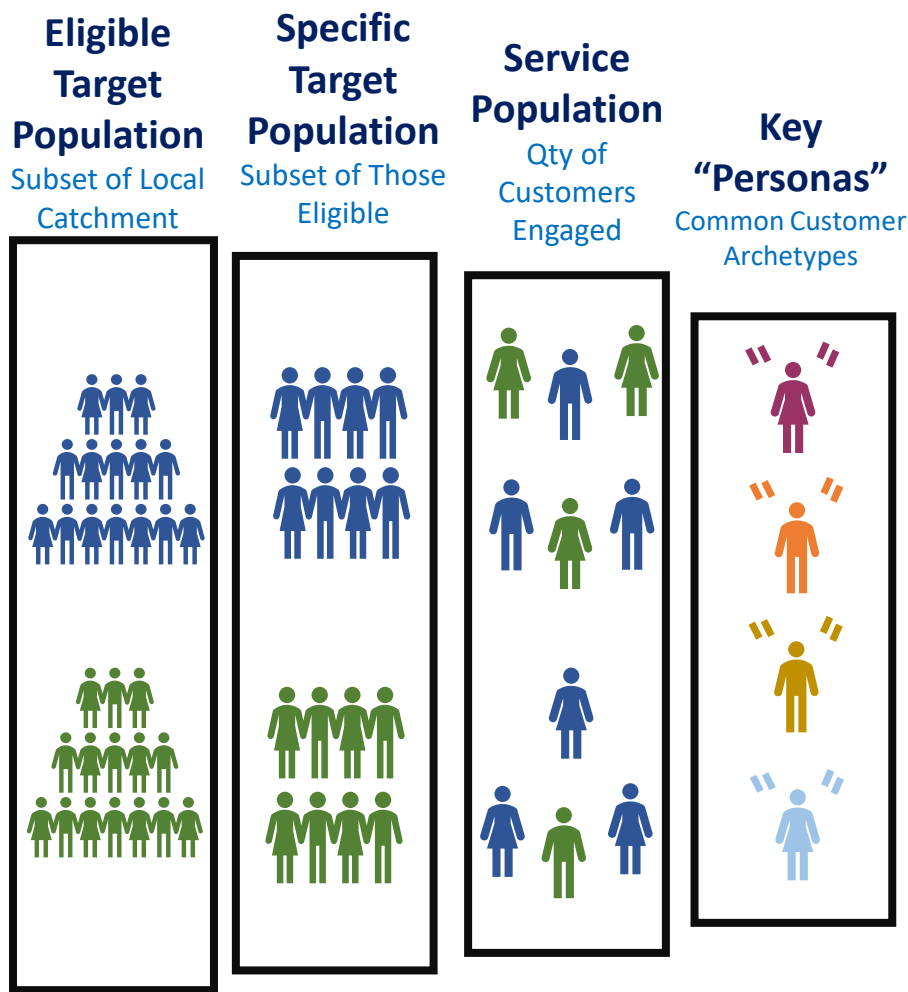 Eligible
Target
Population
Subset of Local
Catchment
Specific
Target
Population
Subset of Those
Eligible
Service
Population
Qty of
Customers
Engaged
Key
“Personas”
Common Customer
Archetypes